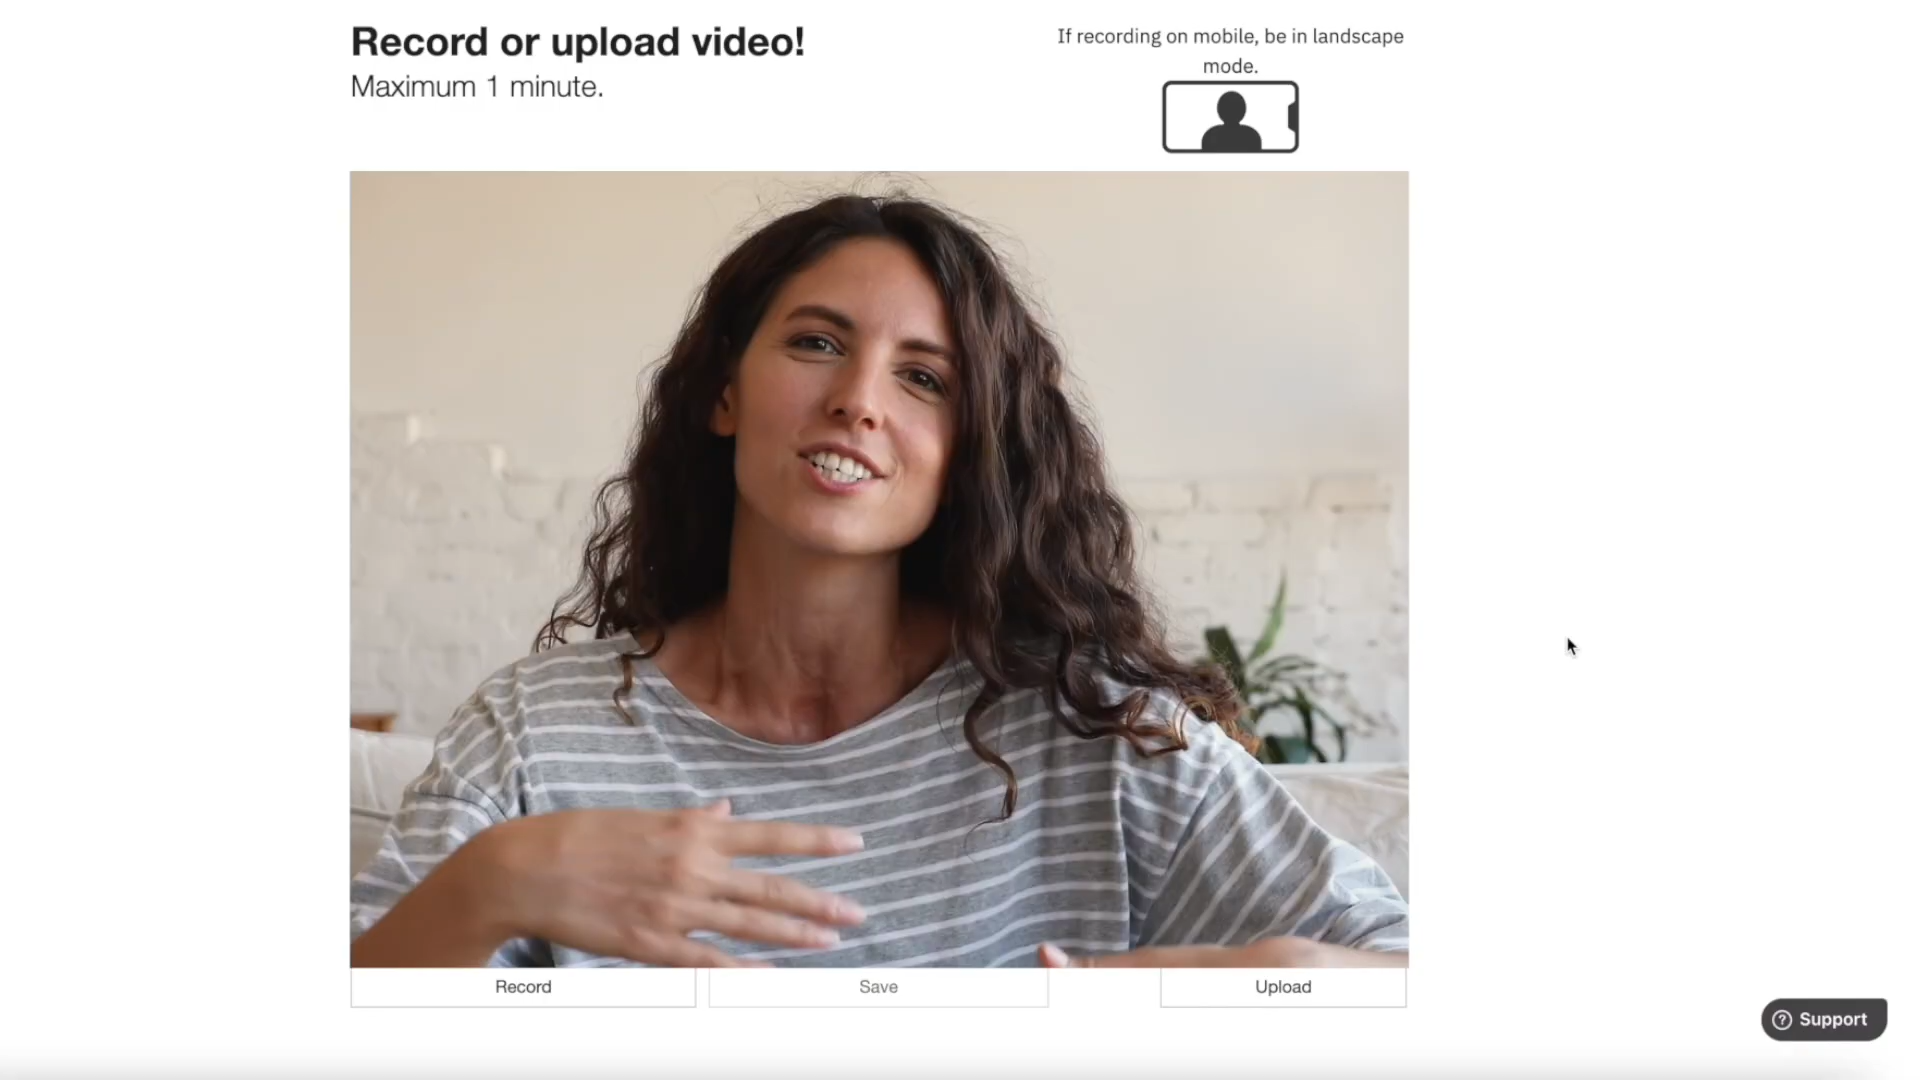 Record or upload video!
Maximum 1 minute.
If recording on mobile, be in landscape
mode.
Record
Save
Upload
Support